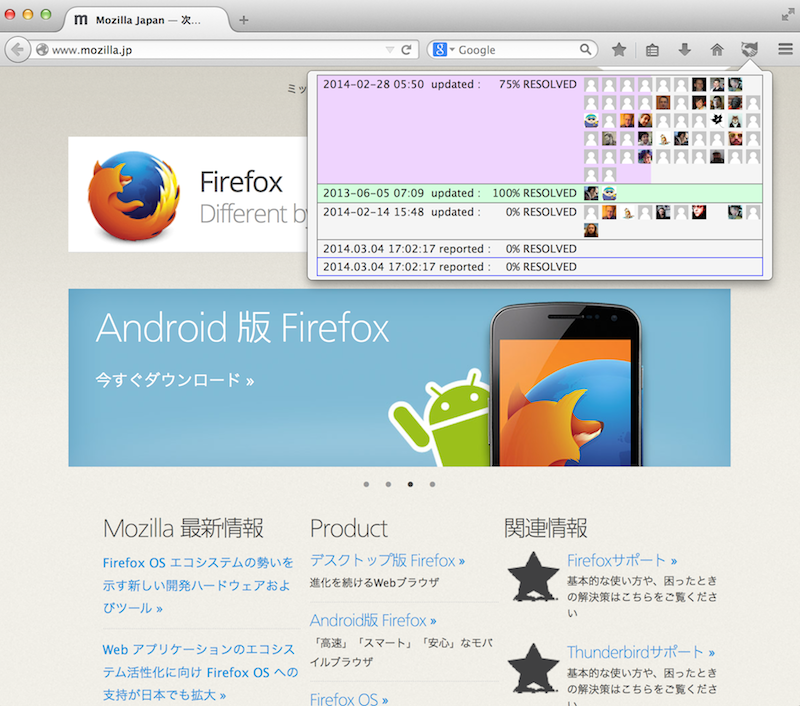 m Mozilla Japan — 次...
www.mozilla.jp
Google
ミッ
2014-02-28 05:50 updated : 75% RESOLVED
2013-06-05 07:09 updated : 100% RESOLVED
2014-02-14 15:48 updated : 0% RESOLVED
2014.03.04 17:02:17 reported : 0% RESOLVED
2014.03.04 17:02:17 reported : 0% RESOLVED
Firefox
Different by
Android 版 Firefox
今すぐダウンロード »
Mozilla 最新情報
Firefox OS エコシステムの勢いを
示す新しい開発ハードウェアおよ
びツール »
Web アプリケーションのエコシス
テム活性化に向け Firefox OS への
支持が日本でも拡大 »
Product
デスクトップ版 Firefox »
進化を続けるWebブラウザ
Android版 Firefox »
「高速」「スマート」「安心」なモバ
イルブラウザ
Firefox OS »
関連情報
Firefoxサポート »
基本的な使い方や、困ったとき
の解決策はこちらをご覧くださ
い
Thunderbirdサポート »
基本的な使い方や、困ったとき
の解決策はこちらをご覧くださ